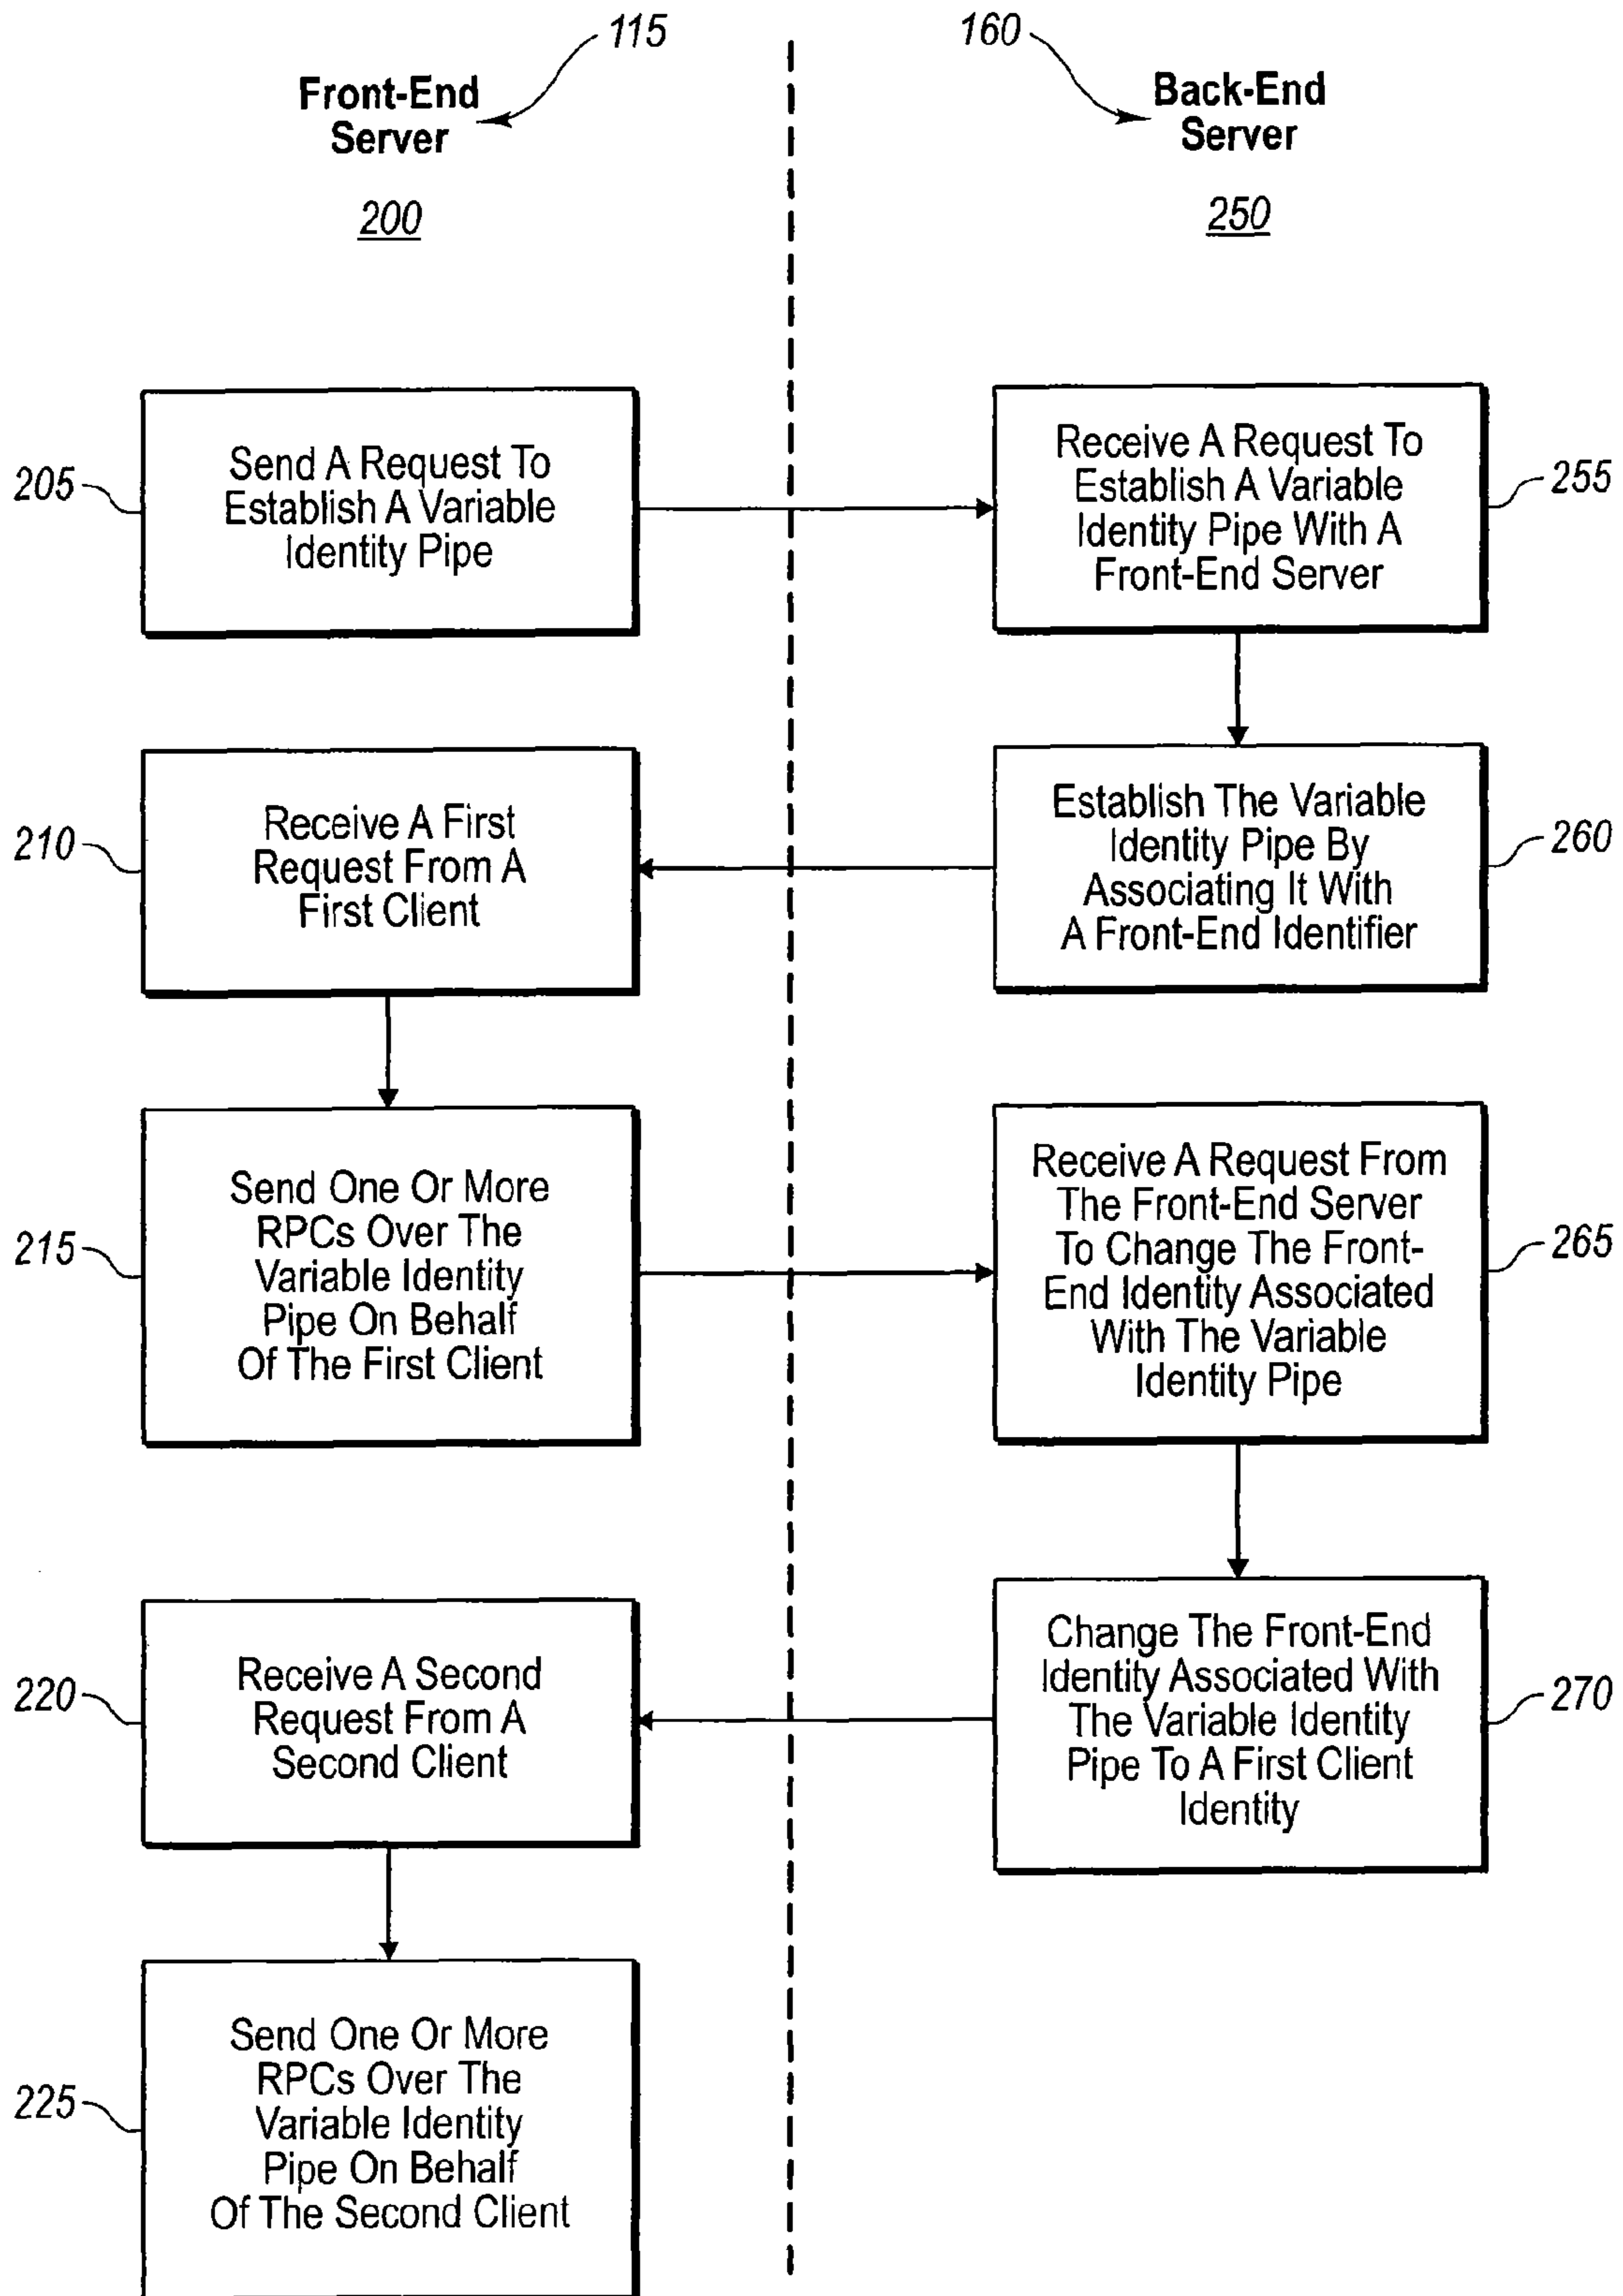 115
160
Front-End
Server
Back-End
Server
200
250
205
Send A Request To
Establish A Variable
Identity Pipe
Receive A Request To
Establish A Variable
Identity Pipe With A
Front-End Server
255
210
Receive A First
Request From A
First Client
Establish The Variable
Identity Pipe By
Associating It With
A Front-End Identifier
260
215
Send One Or More
RPCs Over The
Variable Identity
Pipe On Behalf
Of The First Client
Receive A Request From
The Front-End Server
To Change The Front-
End Identity Associated
With The Variable
Identity Pipe
265
220
Receive A Second
Request From A
Second Client
Change The Front-End
Identity Associated With
The Variable Identity
Pipe To A First Client
Identity
270
225
Send One Or More
RPCs Over The
Variable Identity
Pipe On Behalf
Of The Second Client